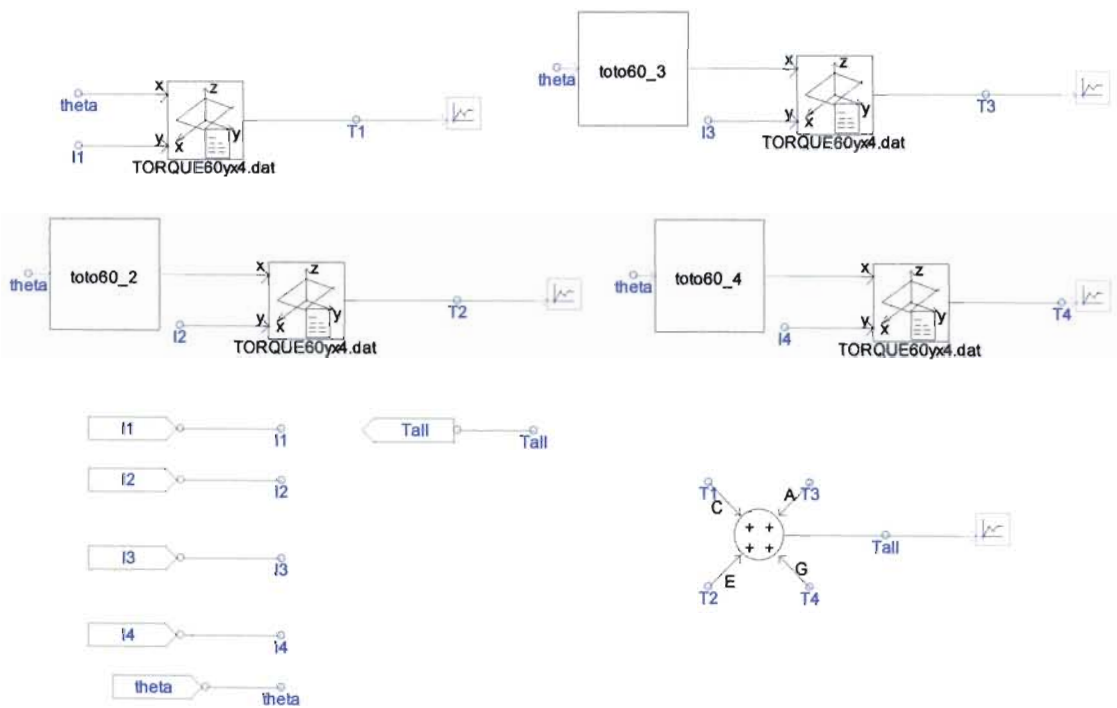 theta
I1
x
y
z
x
y
TORQUE60yx4.dat
T1
theta
toto60_3
I3
x
y
z
x
y
TORQUE60yx4.dat
T3
theta
toto60_2
I2
x
y
z
x
y
TORQUE60yx4.dat
T2
theta
toto60_4
I4
x
y
z
x
y
TORQUE60yx4.dat
T4
I1 I1
Tall Tall
I2 I2
I3 I3
I4 I4
theta theta
T1 C A T3
+ +
+ +
Tall
T2 E G T4